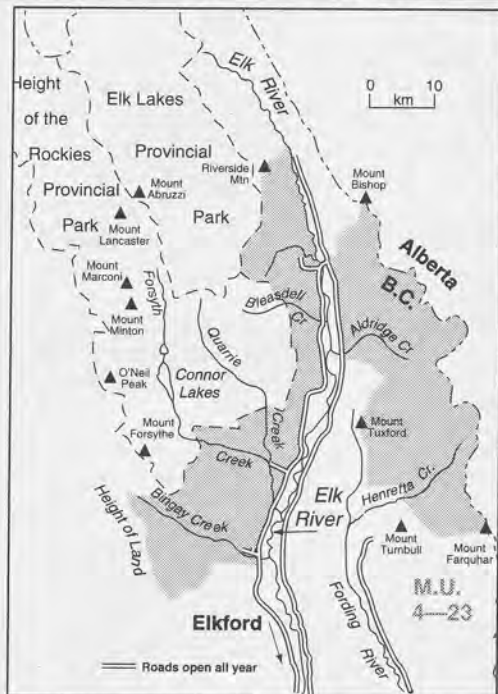 Elk
River
0 10
km
Height
of the
Rockies
Provincial
Park
Elk Lakes
Provincial
Park
Riverside
Mtn
Mount
Bishop
Mount
Abruzzi
Mount
Lancaster
Alberta
B.C.
Mount
Marconi
Forsyth
Mount
Minton
Bleasdell
Cr
Aldridge Cr
Quarrie
Creek
Connor
Lakes
O'Neil
Peak
Mount
Tuxford
Mount
Forsythe
Creek
Henretta Cr.
Elk
River
Bingay Creek
Height of Land
Mount
Turnbull
Mount
Farquhar
M.U.
4—23
Fording
River
Elkford
Roads open all year